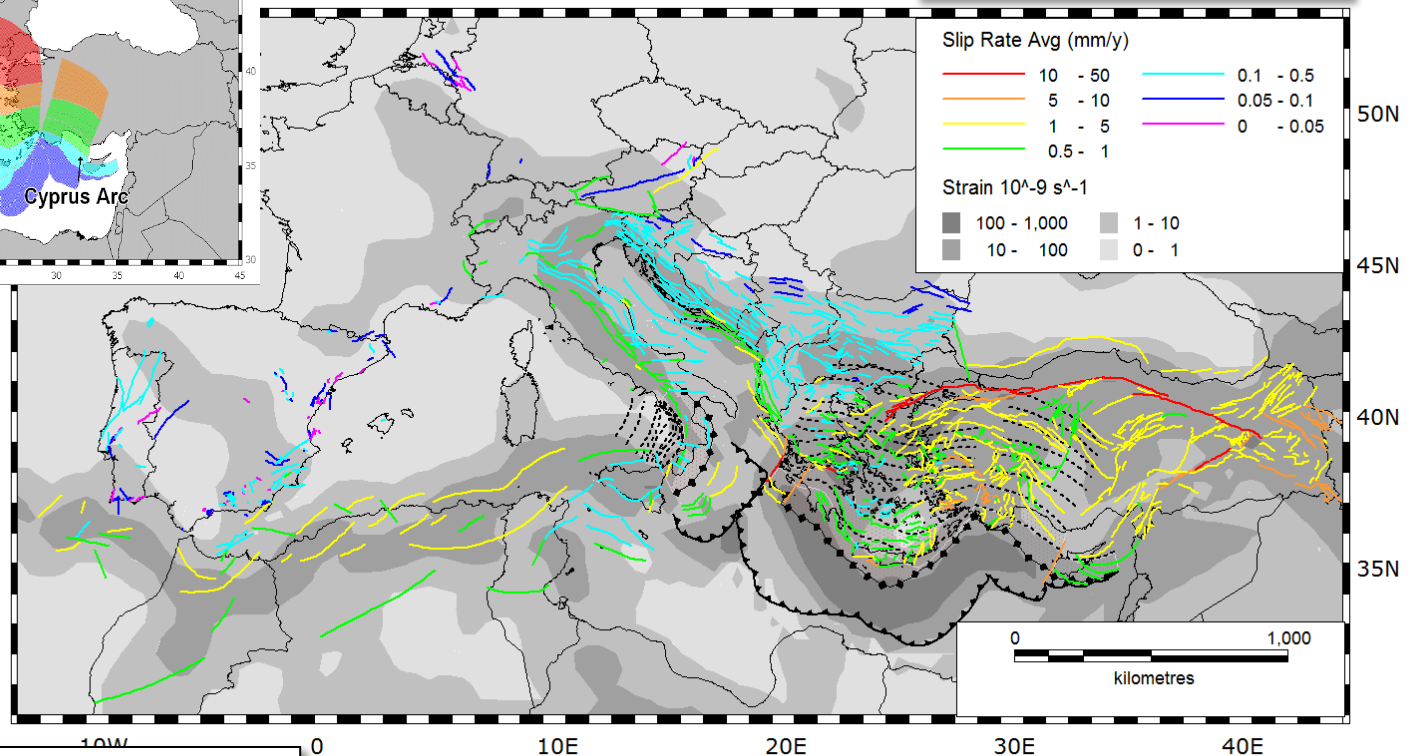 40
35
30
30
35
40
45
Cyprus Arc
Slip Rate Avg (mm/y)
10 - 50
5 - 10
1 - 5
0.5 - 1
0.1 - 0.5
0.05 - 0.1
0 - 0.05
Strain 10^-9 s^-1
100 - 1,000
10 - 100
1 - 10
0 - 1
50N
45N
40N
35N
0
1,000
kilometres
10W
0
10E
20E
30E
40E